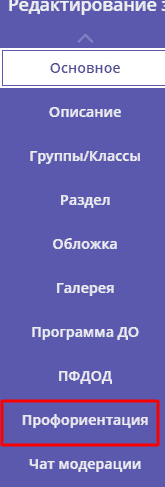 Редактирование з
Основное
Описание
Группы/Классы
Раздел
Обложка
Галерея
Программа ДО
ПФДОД
Профориентация
Чат модерации